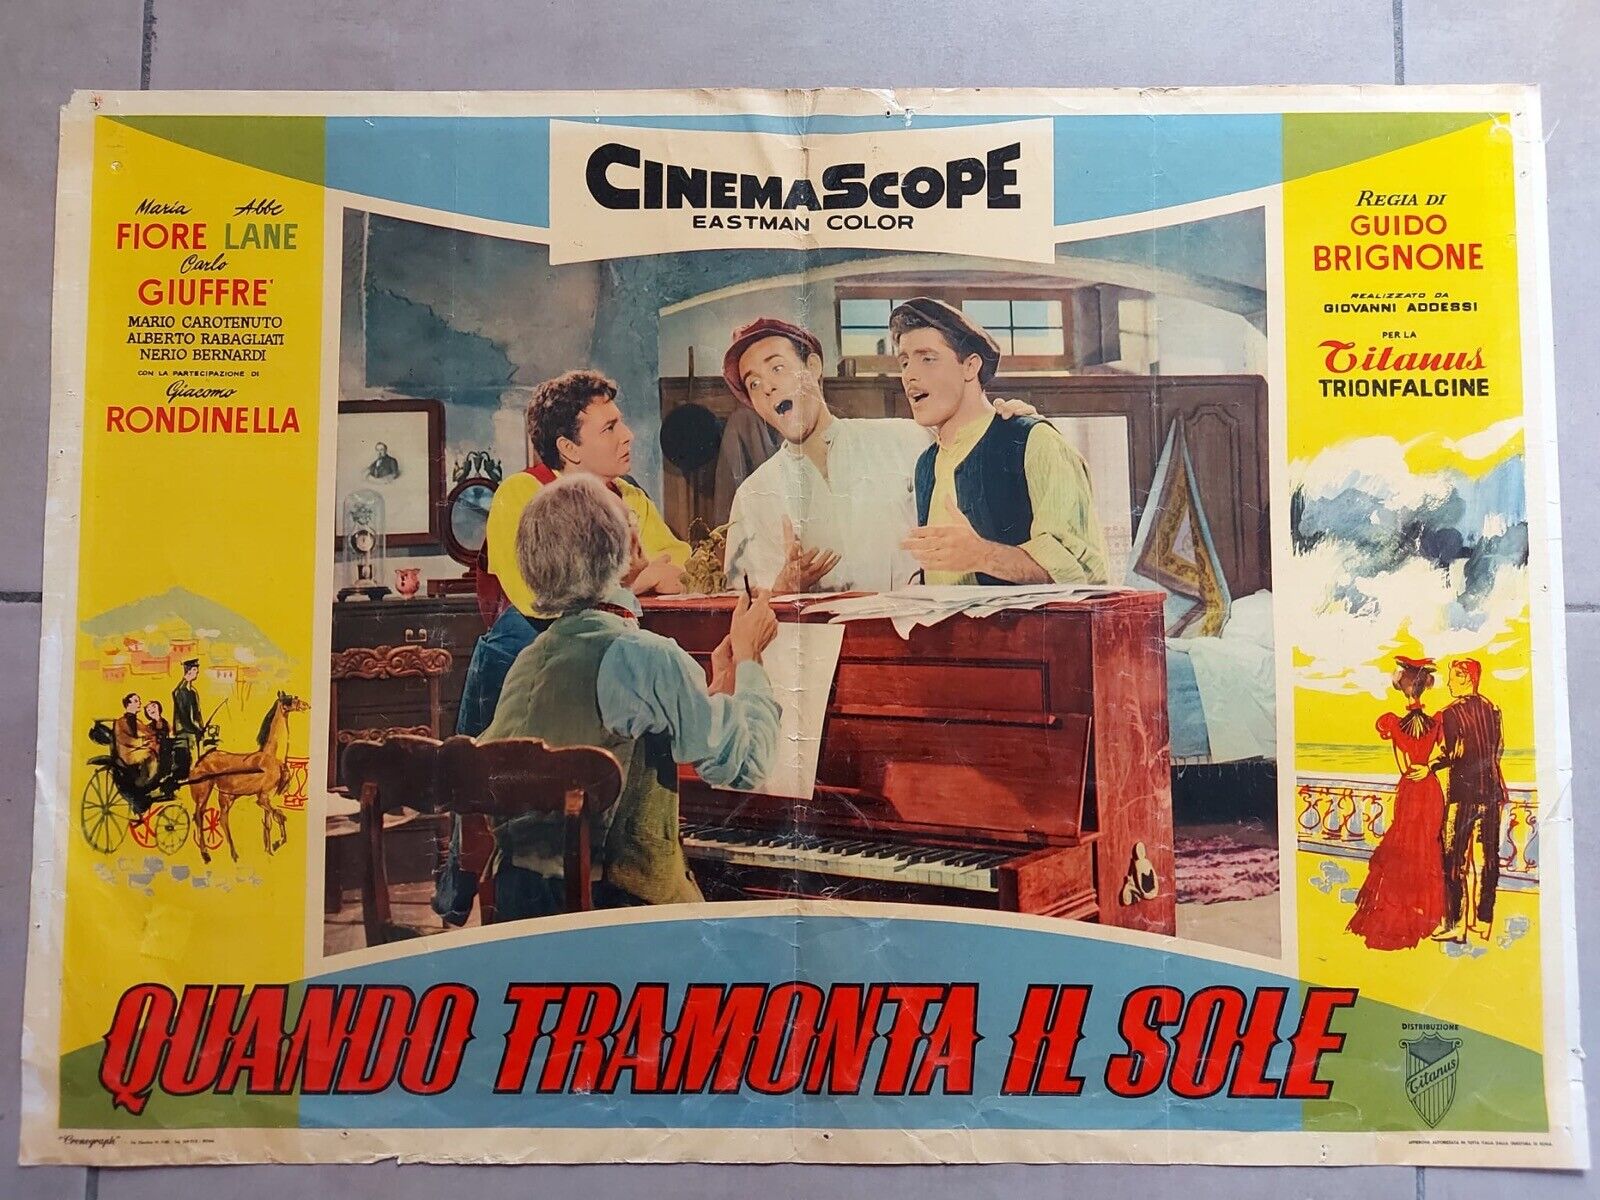 CINEMASCOPE
EASTMAN COLOR
Maria Abbe
FIORE LANE
Carlo
GIUFFRE'
MARIO CAROTENUTO
ALBERTO RABAGLIATI
NERIO BERNARDI
CON LA PARTECIPAZIONE DI
Giacomo
RONDINELLA
REGIA DI
GUIDO
BRIGNONE
REALIZZATO DA
GIOVANNI ADDESSI
PER LA
Titanus
TRIONFALCINE
QUANDO TRAMONTA IL SOLE
DISTRIBUZIONE
Titanus